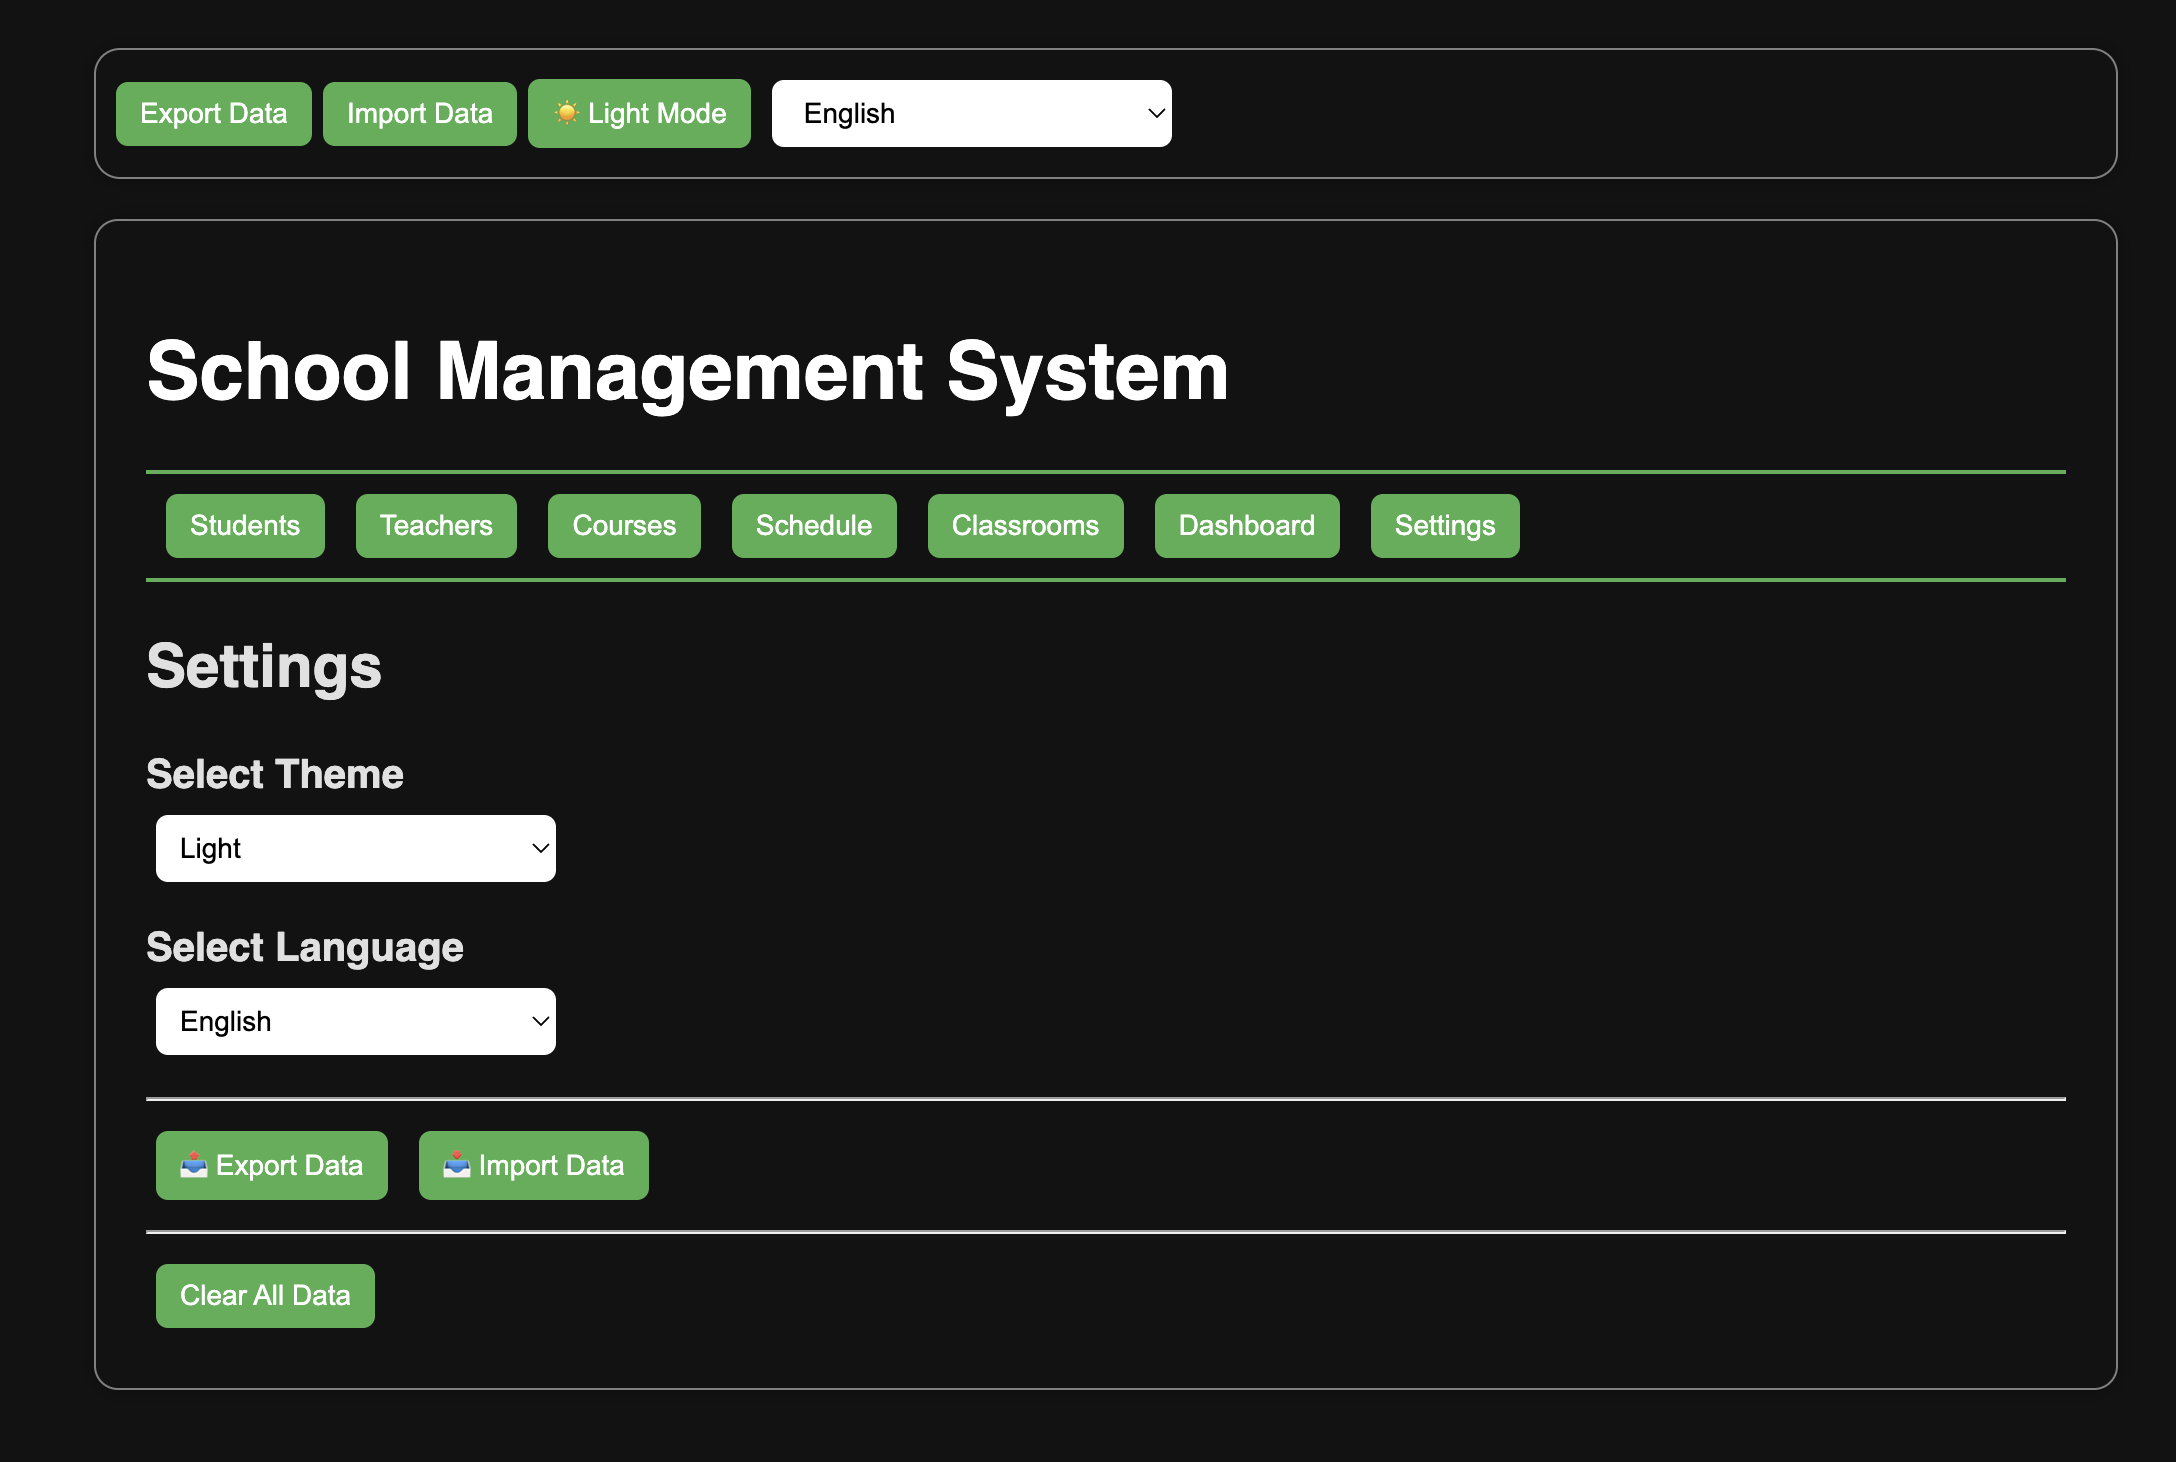 Export Data Import Data ☀️ Light Mode English
School Management System
Students Teachers Courses Schedule Classrooms Dashboard Settings
Settings
Select Theme
Light
Select Language
English
📤 Export Data 📤 Import Data
Clear All Data